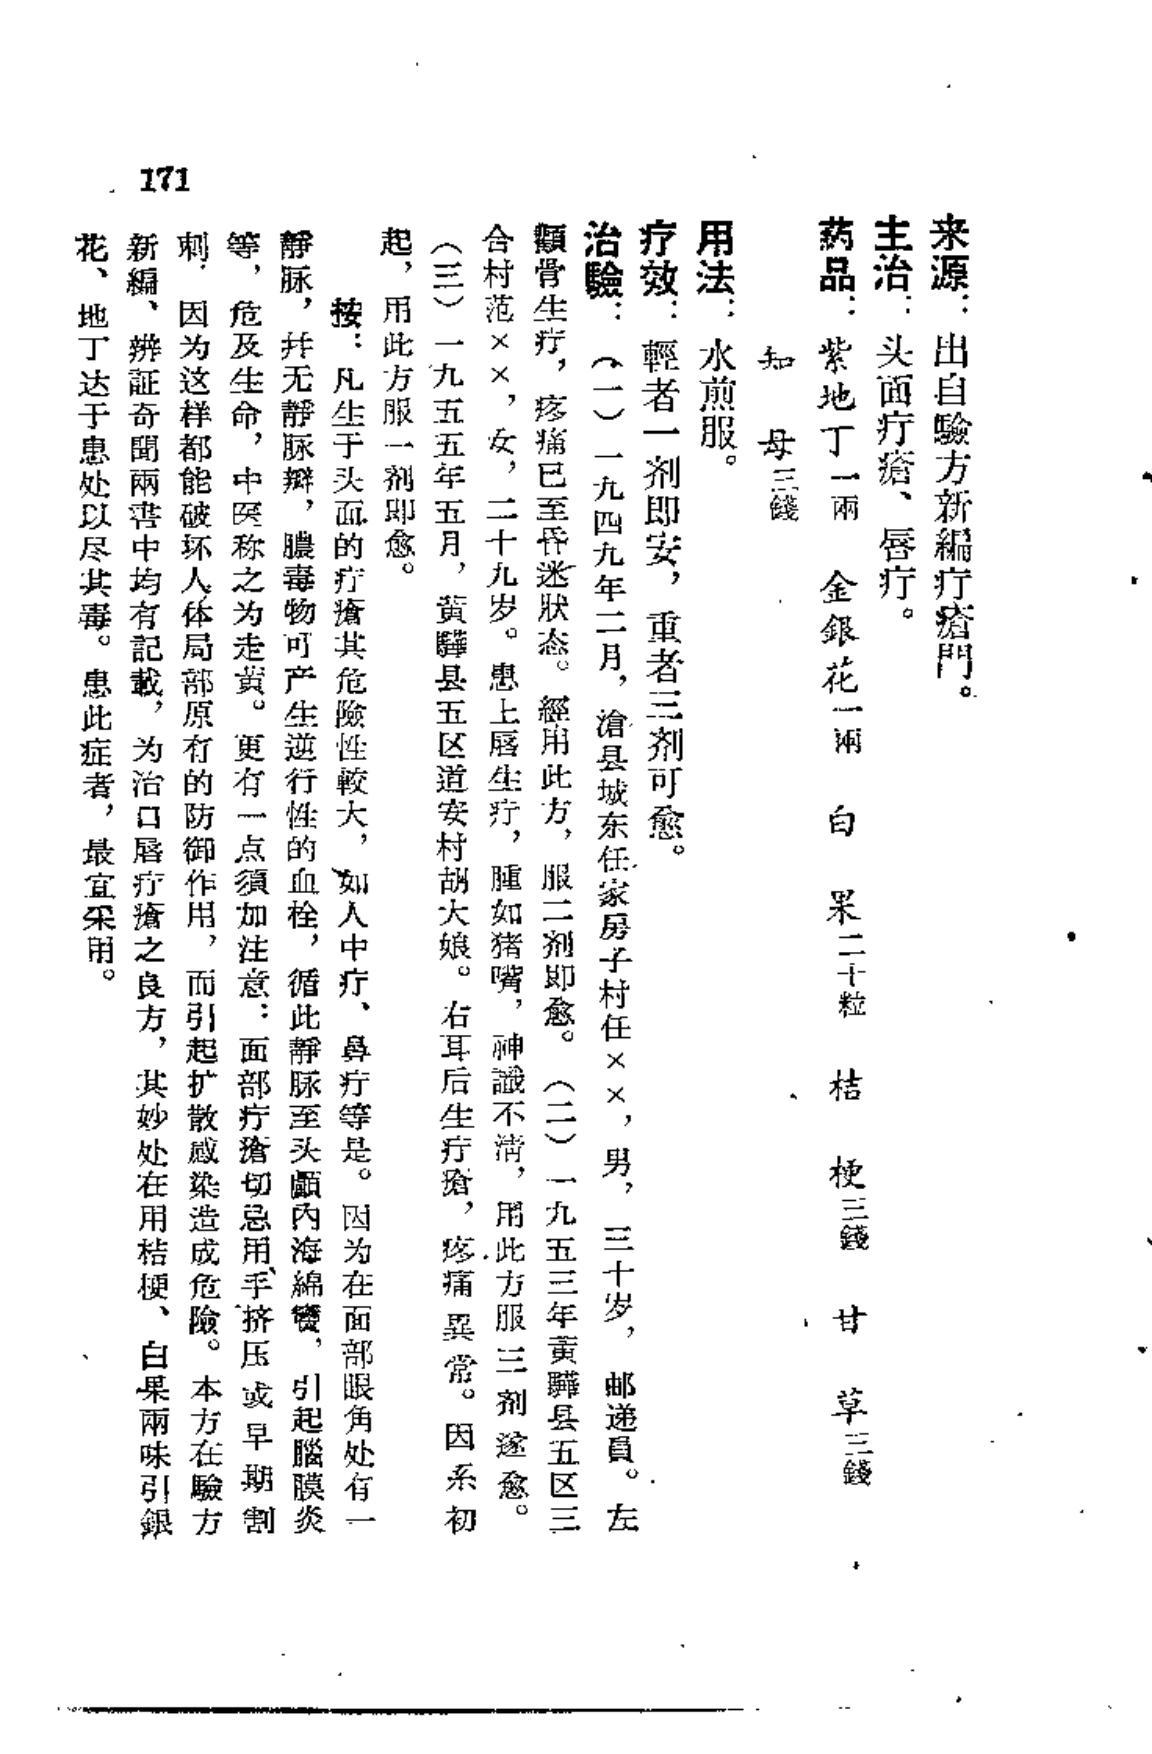 来源：出自驗方新編疗瘡門。
主治：头面疗瘡、唇疗。
药品：紫地丁一兩 金銀花一兩 白果二十粒 桔梗三錢 甘草三錢
知母三錢
用法：水煎服。
疗效：輕者一剂即安，重者三剂可愈。
治驗：（一）一九四九年二月，滄县城东任家房子村任××，男，三十岁，邮递員。左
顴骨生疗，疼痛已至昏迷狀态。經用此方，服二剂即愈。（二）一九五三年黃驊县五区三
合村范××，女，二十九岁。患上唇生疗，腫如猪嘴，神識不清，用此方服三剂遂愈。
（三）一九五五年五月，黃驊县五区道安村胡大娘。右耳后生疗瘡，疼痛異常。因系初
起，用此方服一剂即愈。
按：凡生于头面的疗瘡其危險性較大，如人中疗、鼻疗等是。因为在面部眼角处有一
靜脉，幷无靜脉瓣，膿毒物可产生逆行性的血栓，循此靜脉至头顱內海綿竇，引起腦膜炎
等，危及生命，中医称之为走黃。更有一点須加注意：面部疗瘡切忌用手挤压或早期割
刺，因为这样都能破坏人体局部原有的防御作用，而引起扩散感染造成危險。本方在驗方
新編、辨証奇聞兩書中均有記載，为治口唇疗瘡之良方，其妙处在用桔梗、白果兩味引銀
花、地丁达于患处以尽其毒。患此症者，最宜采用。
171